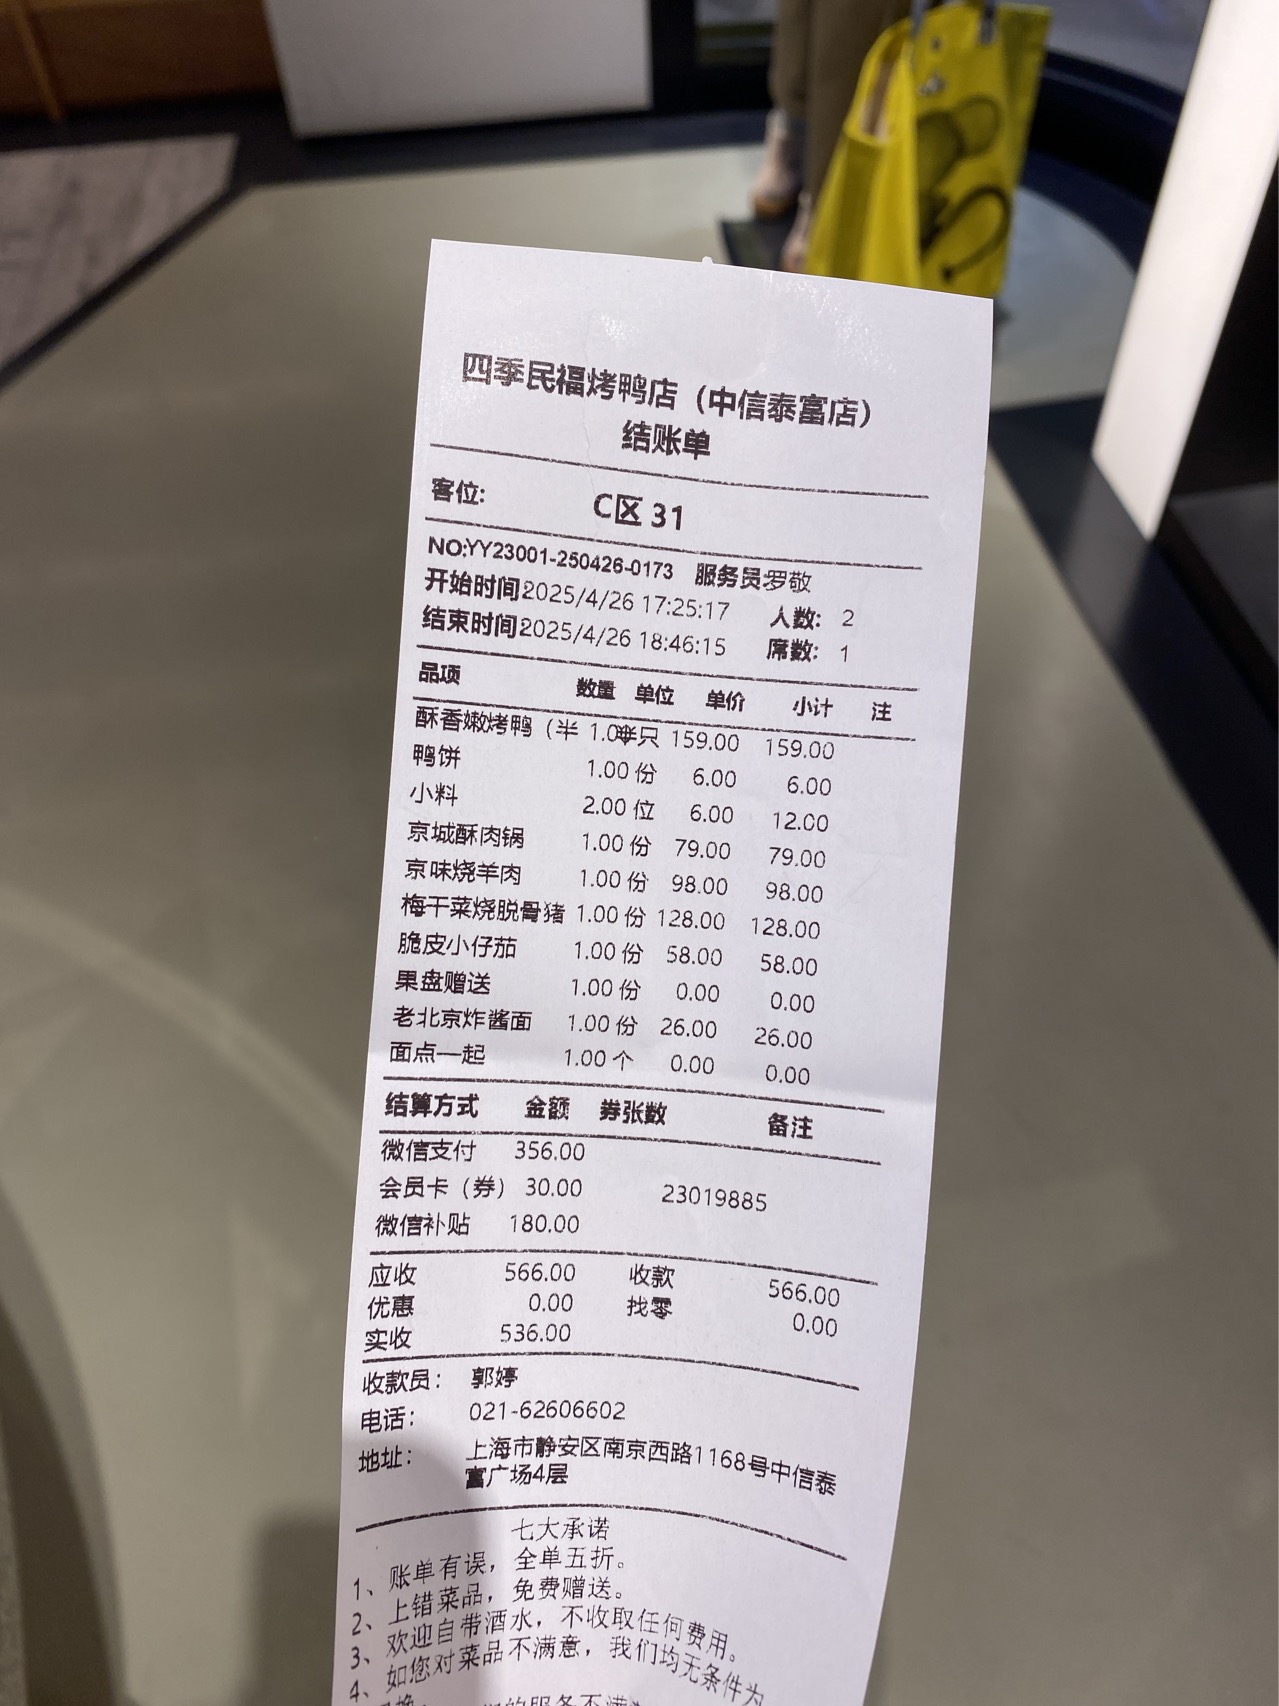 四季民福烤鸭店（中信泰富店）
结账单
客位: C区 31
NO:YY23001-250426-0173 服务员:罗敬
开始时间2025/4/26 17:25:17 人数: 2
结束时间2025/4/26 18:46:15 席数: 1
品项 数量 单位 单价 小计 注
酥香嫩烤鸭（半 1.00半只 159.00 159.00
鸭饼 1.00 份 6.00 6.00
小料 2.00 位 6.00 12.00
京城酥肉锅 1.00 份 79.00 79.00
京味烧羊肉 1.00 份 98.00 98.00
梅干菜烧脱骨猪 1.00 份 128.00 128.00
脆皮小仔茄 1.00 份 58.00 58.00
果盘赠送 1.00 份 0.00 0.00
老北京炸酱面 1.00 份 26.00 26.00
面点一起 1.00 个 0.00 0.00
结算方式 金额 券张数 备注
微信支付 356.00
会员卡（券） 30.00 23019885
微信补贴 180.00
应收 566.00 收款 566.00
优惠 0.00 找零 0.00
实收 536.00
收款员: 郭婷
电话: 021-62606602
地址: 上海市静安区南京西路1168号中信泰
富广场4层
七大承诺
1、账单有误，全单五折。
2、上错菜品，免费赠送。
3、欢迎自带酒水，不收取任何费用。
4、如您对菜品不满意，我们均无条件为
的服务不满